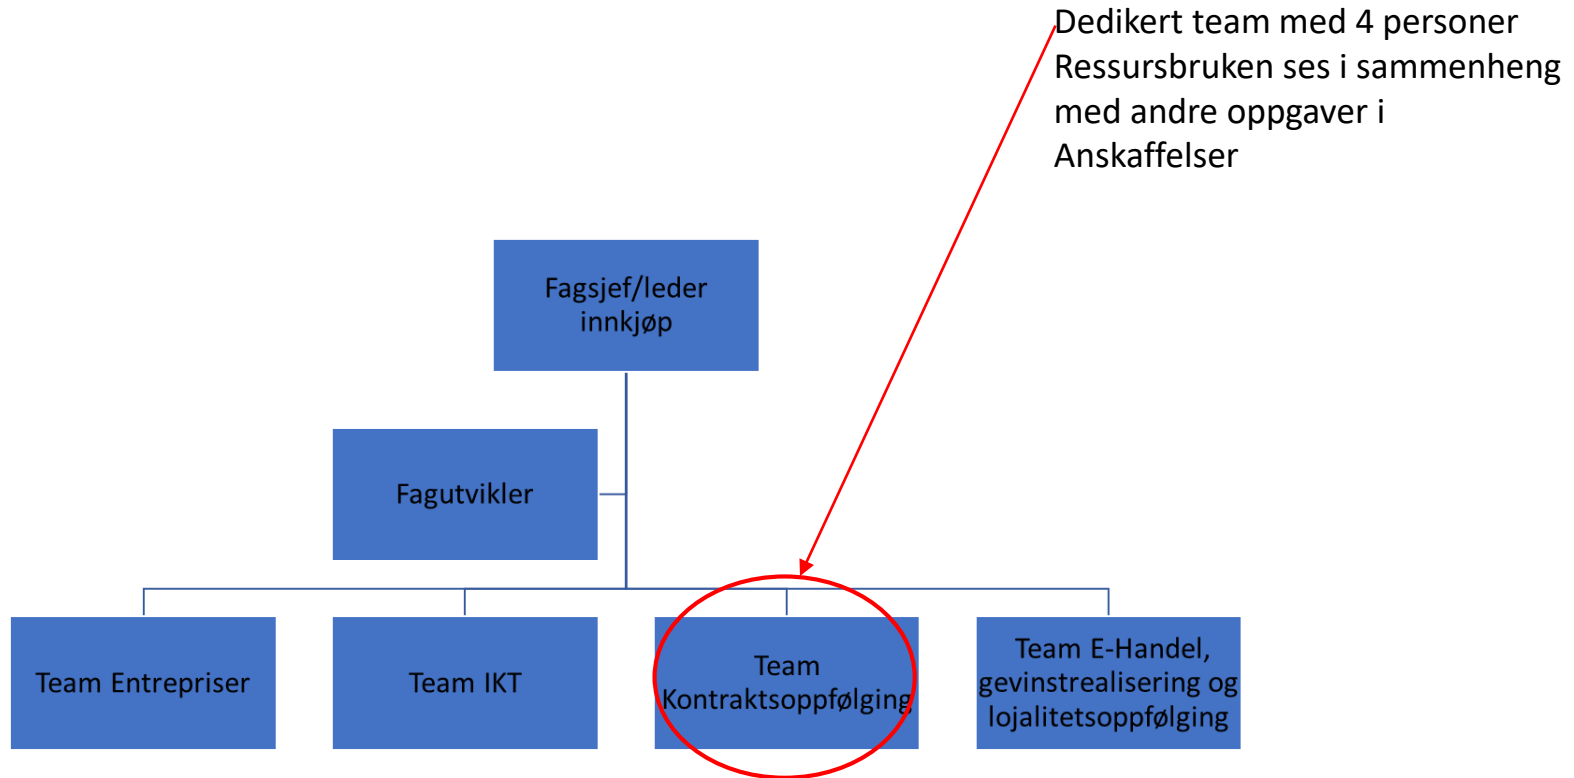 Dedikert team med 4 personer
Ressursbruken ses i sammenheng
med andre oppgaver i
Anskaffelser
Fagsjef/leder
innkjøp
Fagutvikler
Team Entrepriser
Team IKT
Team
Kontraktsoppfølging
Team E-Handel,
gevinstrealisering og
lojalitetsoppfølging